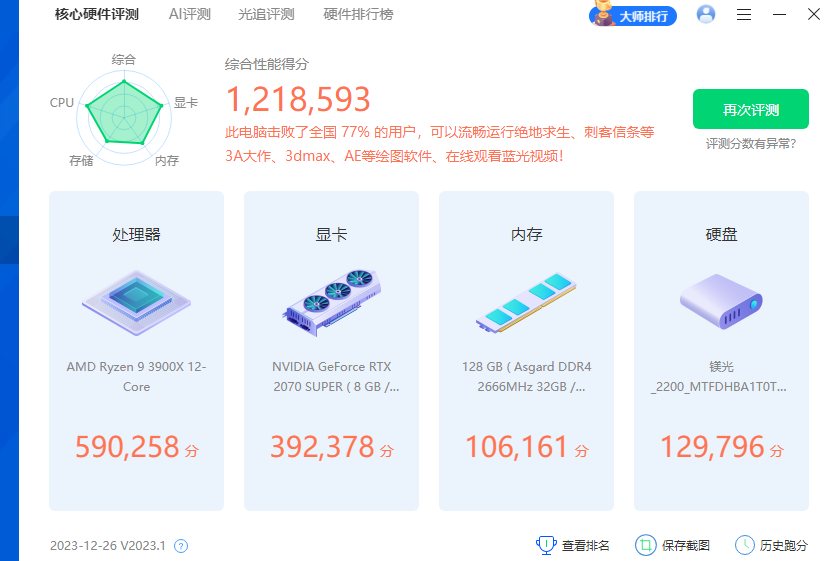 核心硬件评测 AI评测 光追评测 硬件排行榜 大师排行
综合
CPU
显卡
存储
内存
综合性能得分
1,218,593
此电脑击败了全国 77% 的用户，可以流畅运行绝地求生、刺客信条等
3A大作、3dmax、AE等绘图软件、在线观看蓝光视频！
再次评测
评测分数有异常?
处理器
AMD Ryzen 9 3900X 12-
Core
590,258 分
显卡
NVIDIA GeForce RTX
2070 SUPER ( 8 GB /...
392,378 分
内存
128 GB ( Asgard DDR4
2666MHz 32GB /...
106,161 分
硬盘
镁光
_2200_MTFDHBA1T0T...
129,796 分
2023-12-26 V2023.1 ?
查看排名 保存截图 历史跑分